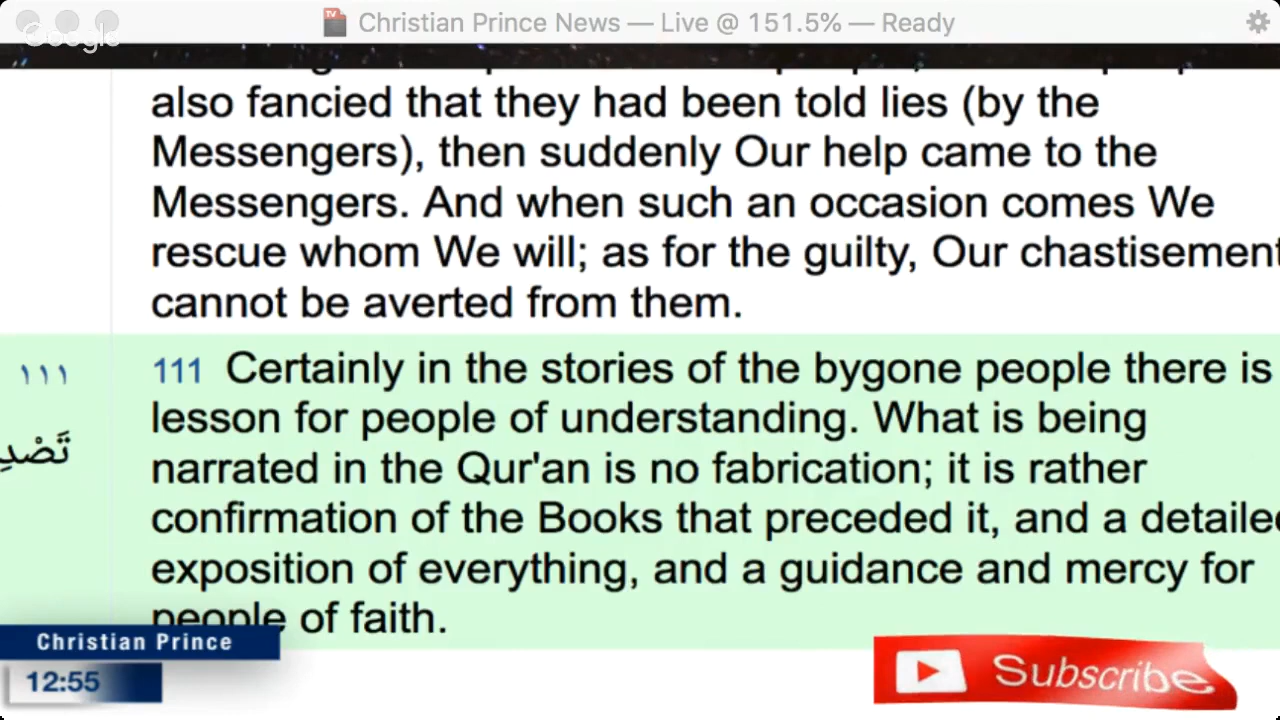 Christian Prince News — Live @ 151.5% — Ready
Google
also fancied that they had been told lies (by the
Messengers), then suddenly Our help came to the
Messengers. And when such an occasion comes We
rescue whom We will; as for the guilty, Our chastisement
cannot be averted from them.
١١١
111 Certainly in the stories of the bygone people there is
lesson for people of understanding. What is being
تَصْدِ
narrated in the Qur'an is no fabrication; it is rather
confirmation of the Books that preceded it, and a detailed
exposition of everything, and a guidance and mercy for
people of faith.
Christian Prince
12:55
Subscribe